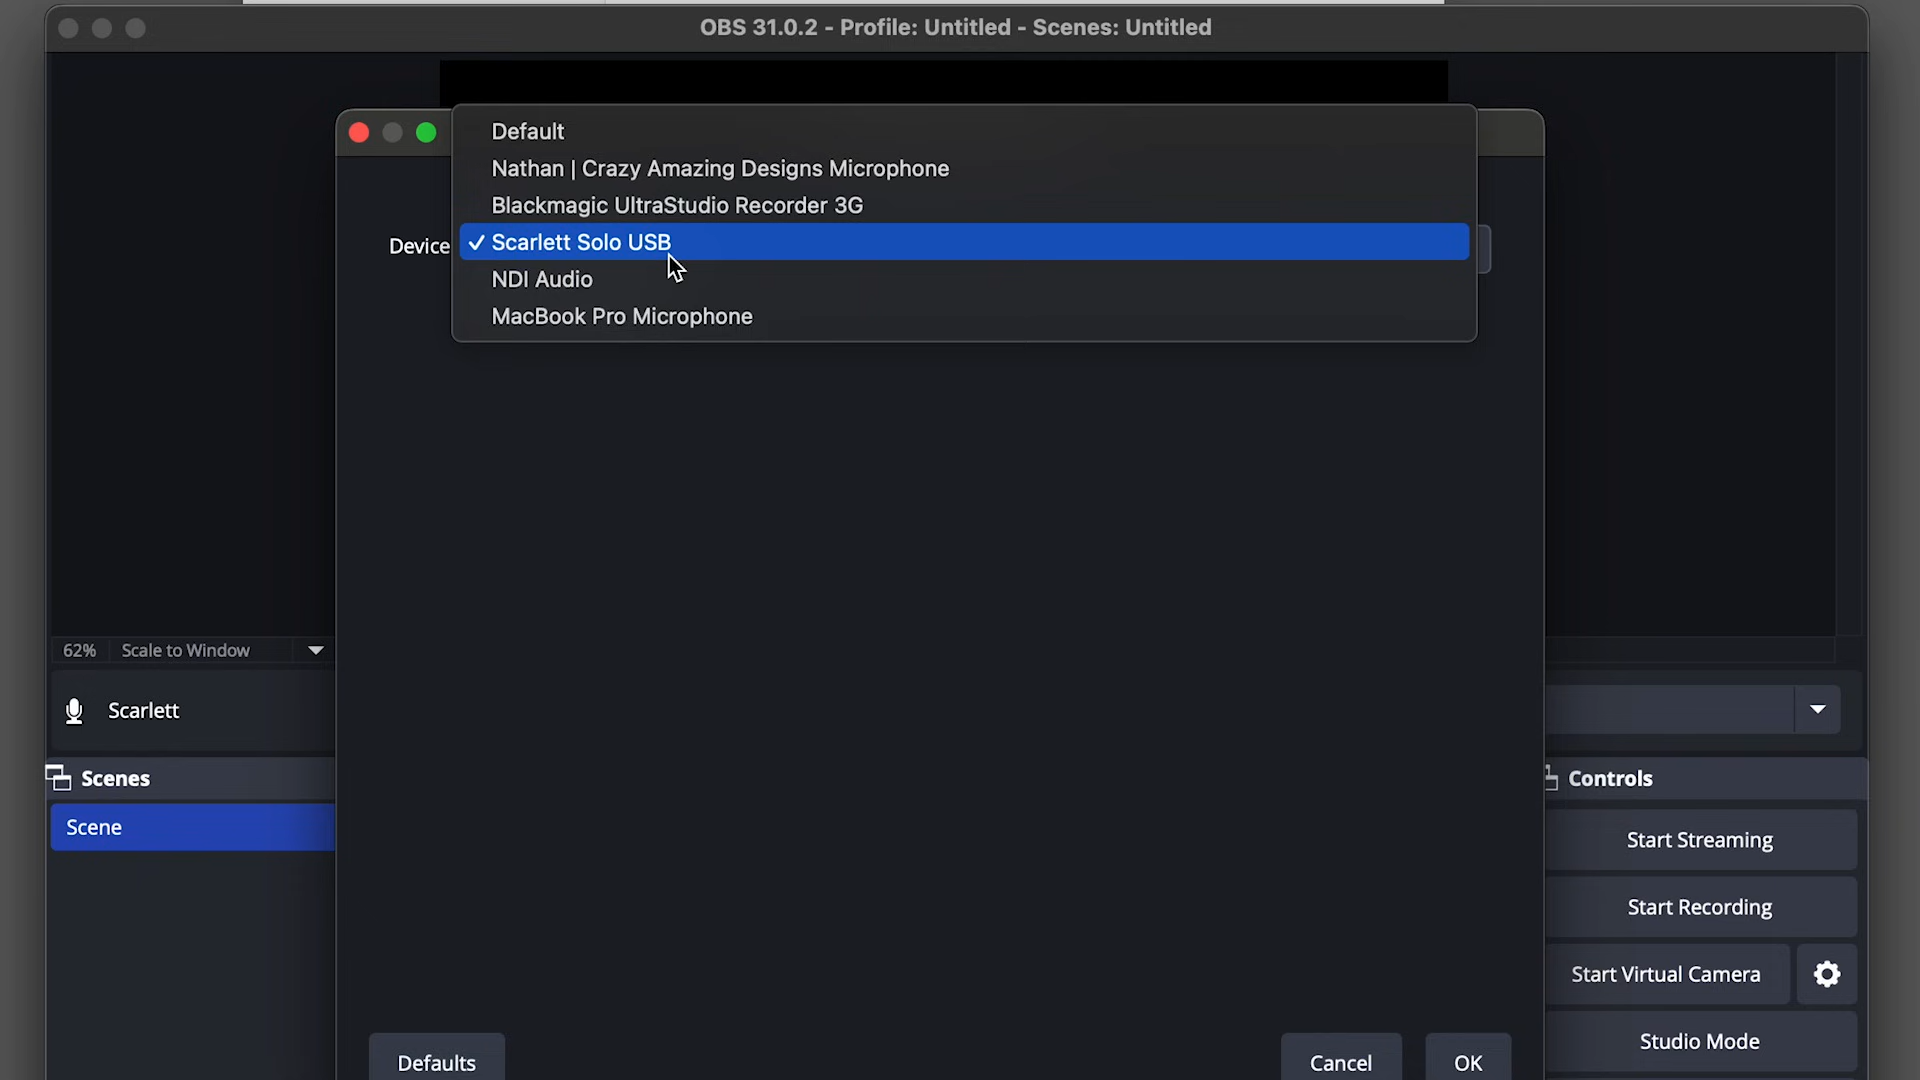 OBS 31.0.2 - Profile: Untitled - Scenes: Untitled
Default
Nathan | Crazy Amazing Designs Microphone
Blackmagic UltraStudio Recorder 3G
Device
✓ Scarlett Solo USB
NDI Audio
MacBook Pro Microphone
62% Scale to Window
Scarlett
Scenes
Controls
Scene
Start Streaming
Start Recording
Start Virtual Camera
Studio Mode
Defaults
Cancel
OK